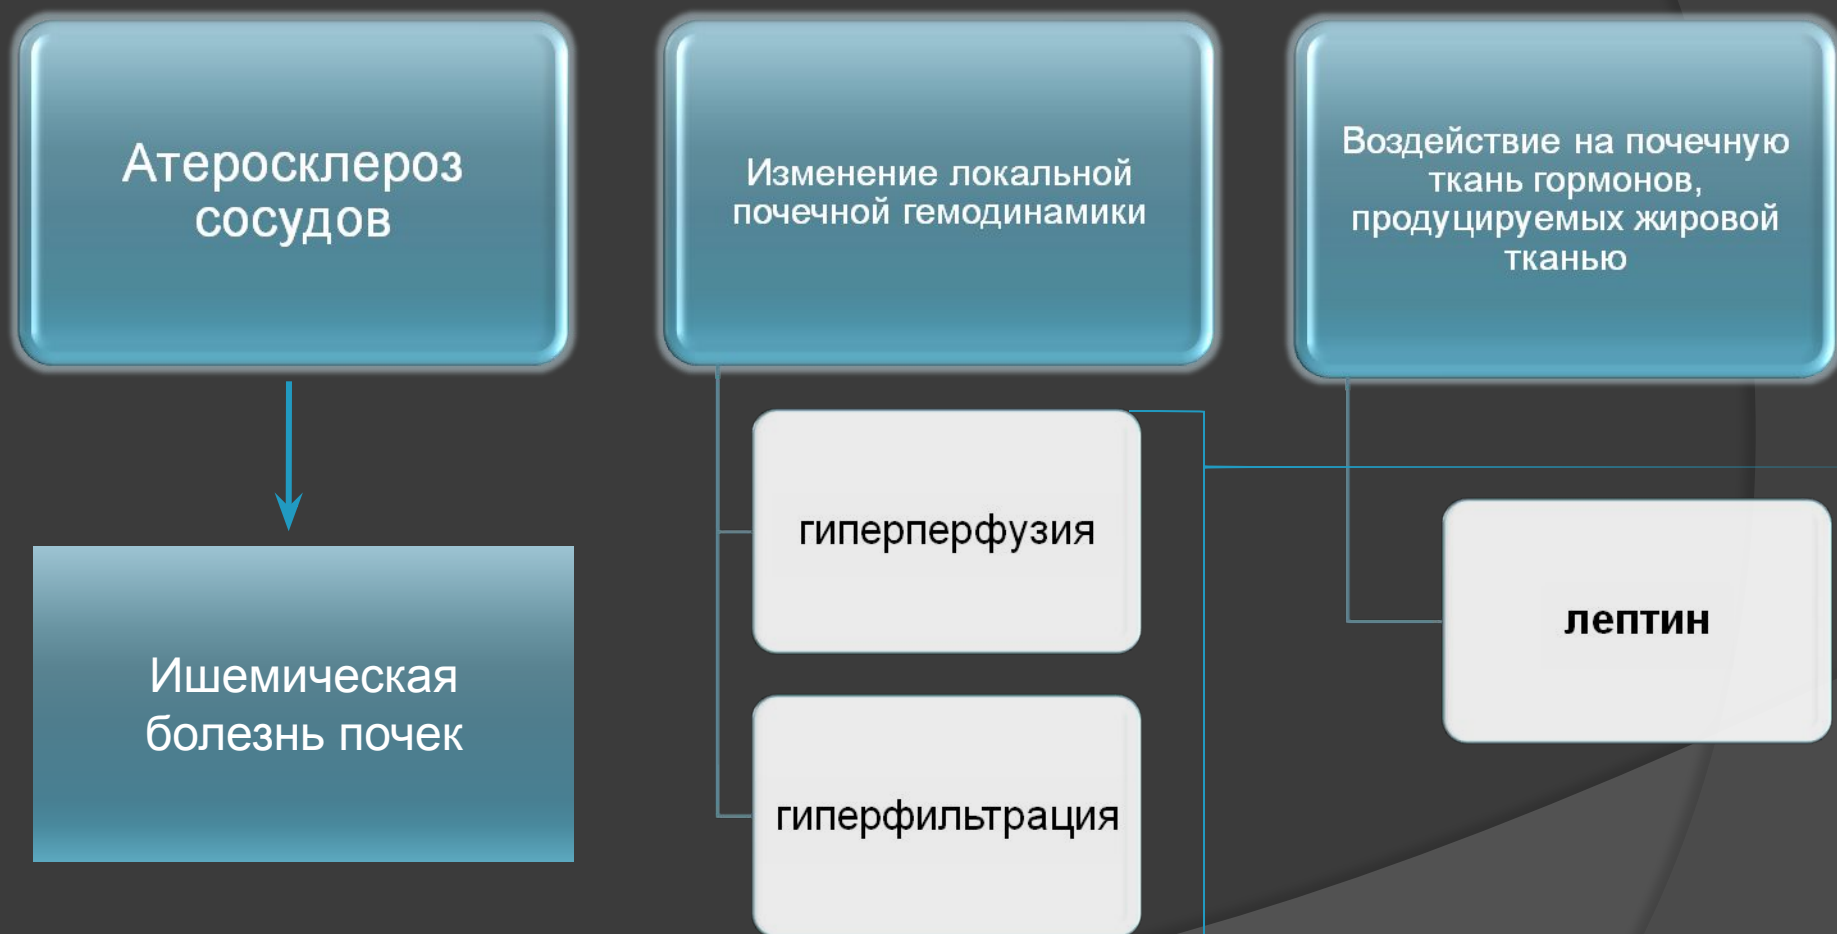 Атеросклероз
сосудов
Ишемическая
болезнь почек
Изменение локальной
почечной гемодинамики
гиперперфузия
гиперфильтрация
Воздействие на почечную
ткань гормонов,
продуцируемых жировой
тканью
лептин